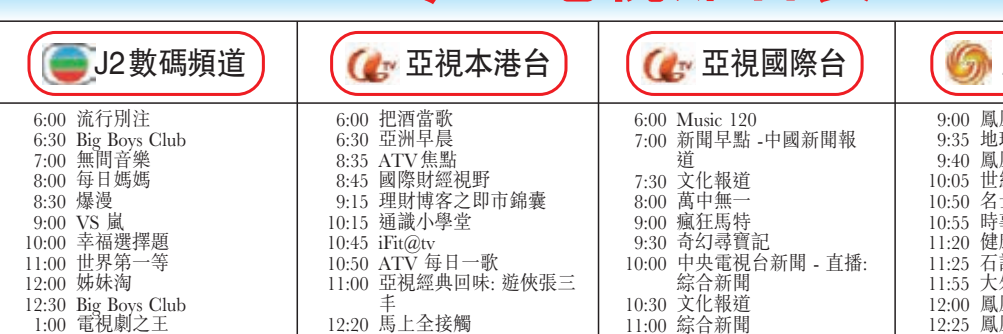 J2數碼頻道
6:00 流行別注
6:30 Big Boys Club
7:00 無間音樂
8:00 每日媽媽
8:30 爆漫
9:00 VS 嵐
10:00 幸福選擇題
11:00 世界第一等
12:00 姊妹淘
12:30 Big Boys Club
1:00 電視劇之王
亞視本港台
6:00 把酒當歌
6:30 亞洲早晨
8:35 ATV焦點
8:45 國際財經視野
9:15 理財博客之即市錦囊
10:15 通識小學堂
10:45 iFit@tv
10:50 ATV 每日一歌
11:00 亞視經典回味: 遊俠張三
丰
12:20 馬上全接觸
亞視國際台
6:00 Music 120
7:00 新聞早點 -中國新聞報
道
7:30 文化報道
8:00 萬中無一
9:00 瘋狂馬特
9:30 奇幻尋寶記
10:00 中央電視台新聞 - 直播:
綜合新聞
10:30 文化報道
11:00 綜合新聞
9:00 鳳
9:35 地
9:40 鳳
10:05 世
10:50 名
10:55 時
11:20 健
11:25 石
11:55 大
12:00 鳳
12:25 鳳